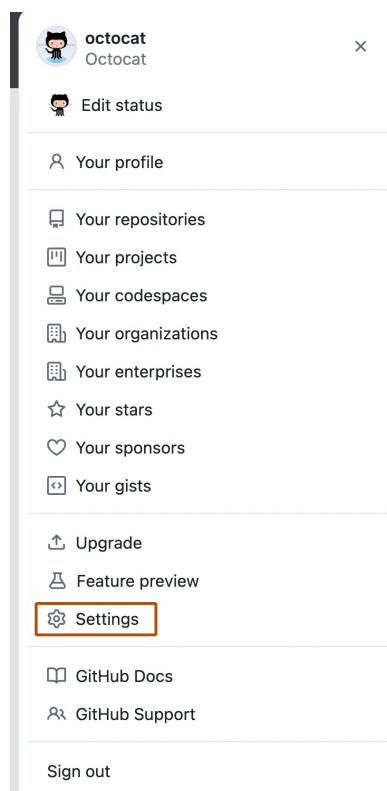 octocat
Octocat
Edit status
Your profile
Your repositories
Your projects
Your codespaces
Your organizations
Your enterprises
Your stars
Your sponsors
Your gists
Upgrade
Feature preview
Settings
GitHub Docs
GitHub Support
Sign out